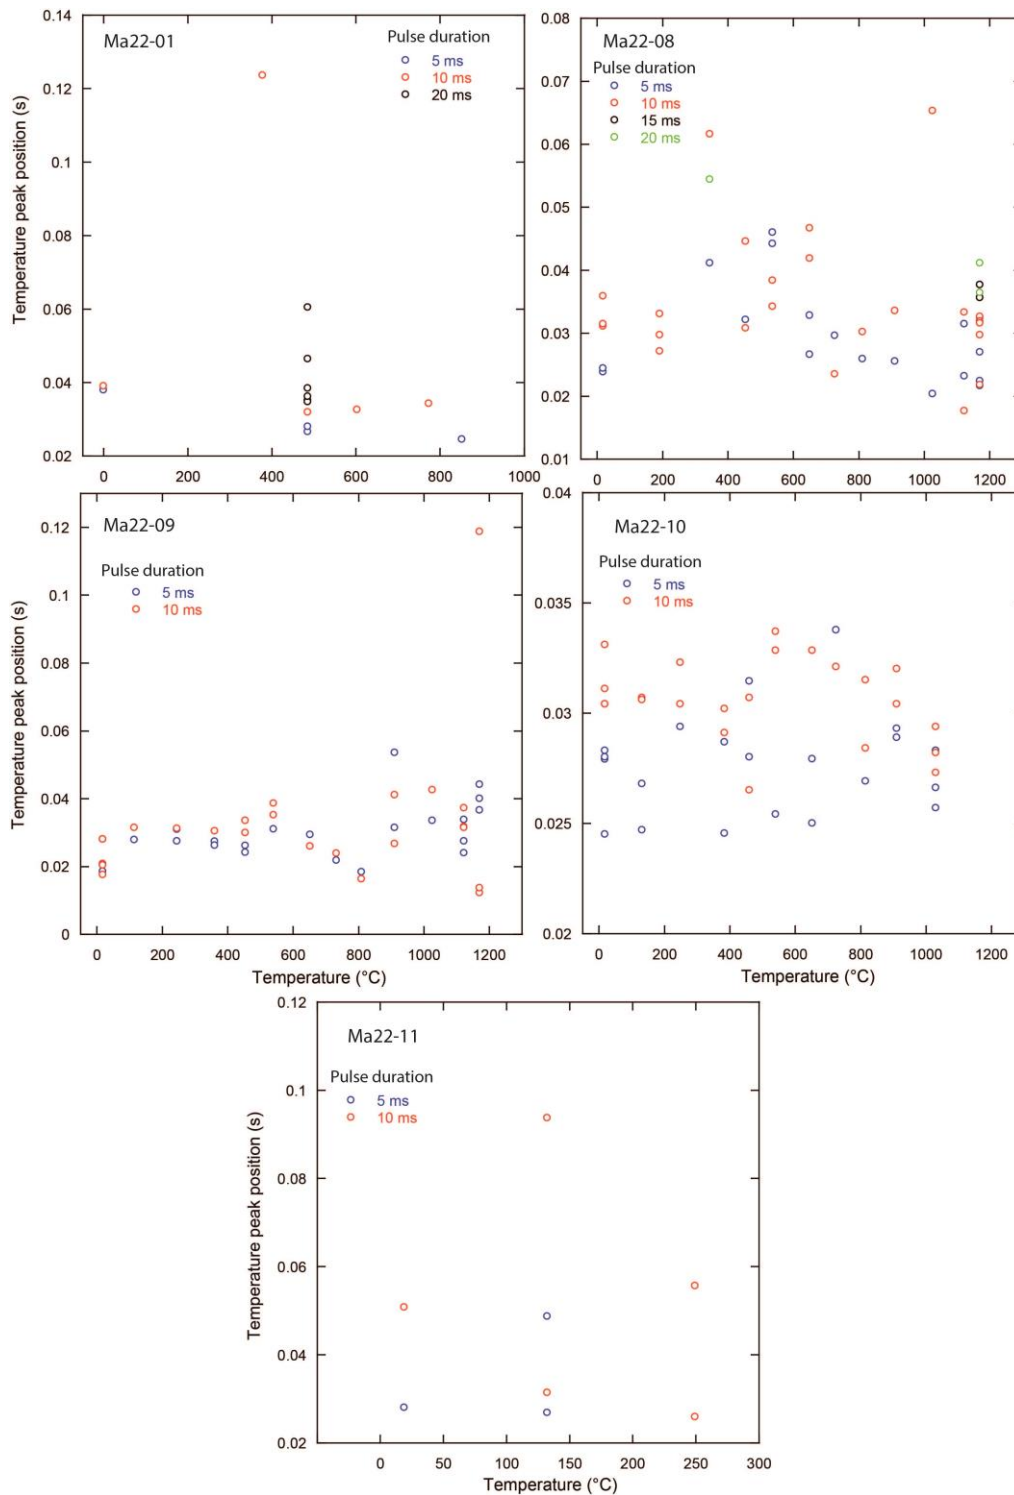 Ma22-01
Pulse duration
5 ms
10 ms
20 ms
Temperature peak position (s)
0.14
0.12
0.1
0.08
0.06
0.04
0.02
0 200 400 600 800 1000
Ma22-08
Pulse duration
5 ms
10 ms
15 ms
20 ms
0.08
0.07
0.06
0.05
0.04
0.03
0.02
0.01
0 200 400 600 800 1000 1200
Ma22-09
Pulse duration
5 ms
10 ms
Temperature peak position (s)
0.12
0.1
0.08
0.06
0.04
0.02
0
0 200 400 600 800 1000 1200
Temperature (°C)
Ma22-10
Pulse duration
5 ms
10 ms
0.04
0.035
0.03
0.025
0.02
0 200 400 600 800 1000 1200
Temperature (°C)
Ma22-11
Pulse duration
5 ms
10 ms
Temperature peak position (s)
0.12
0.1
0.08
0.06
0.04
0.02
0 50 100 150 200 250 300
Temperature (°C)